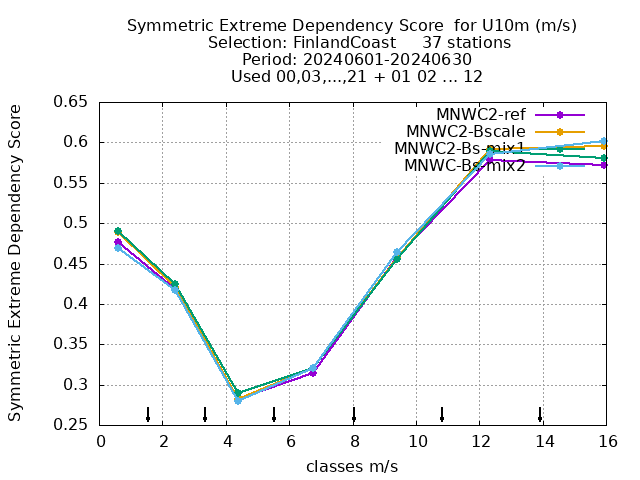 Symmetric Extreme Dependency Score  for U10m (m/s)
Selection: FinlandCoast     37 stations
Period: 20240601-20240630
Used 00,03,...,21 + 01 02 ... 12
Symmetric Extreme Dependency Score
0.65
0.6
0.55
0.5
0.45
0.4
0.35
0.3
0.25
MNWC2-ref
MNWC2-Bscale
MNWC2-Bs-mix1
MNWC-Bs-mix2
0 2 4 6 8 10 12 14 16
classes m/s